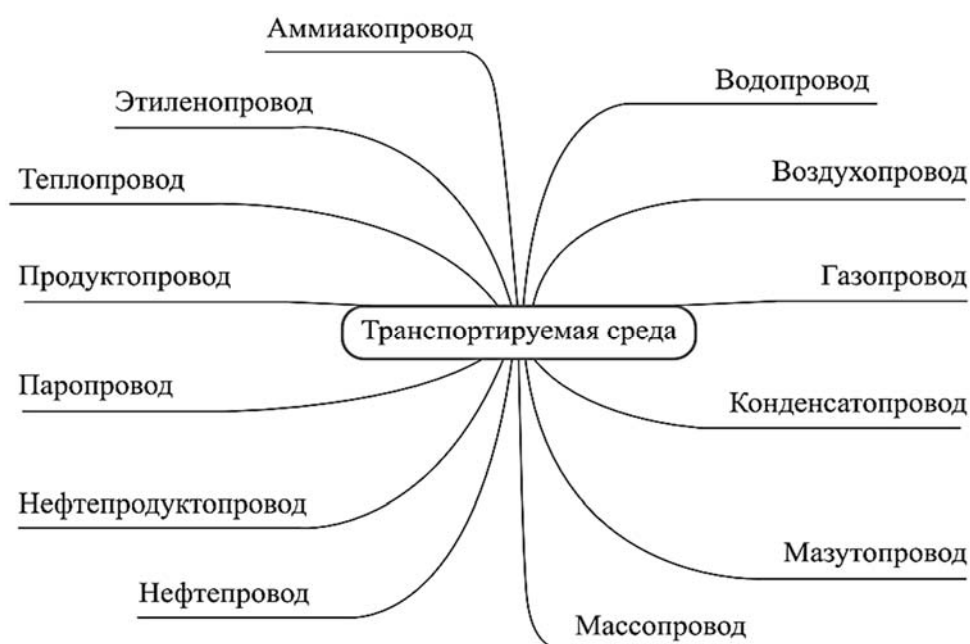 Аммиакопровод
Водопровод
Этиленопровод
Воздухопровод
Теплопровод
Продуктопровод
Газопровод
Транспортируемая среда
Паропровод
Конденсатопровод
Нефтепродуктопровод
Мазутопровод
Нефтепровод
Массопровод